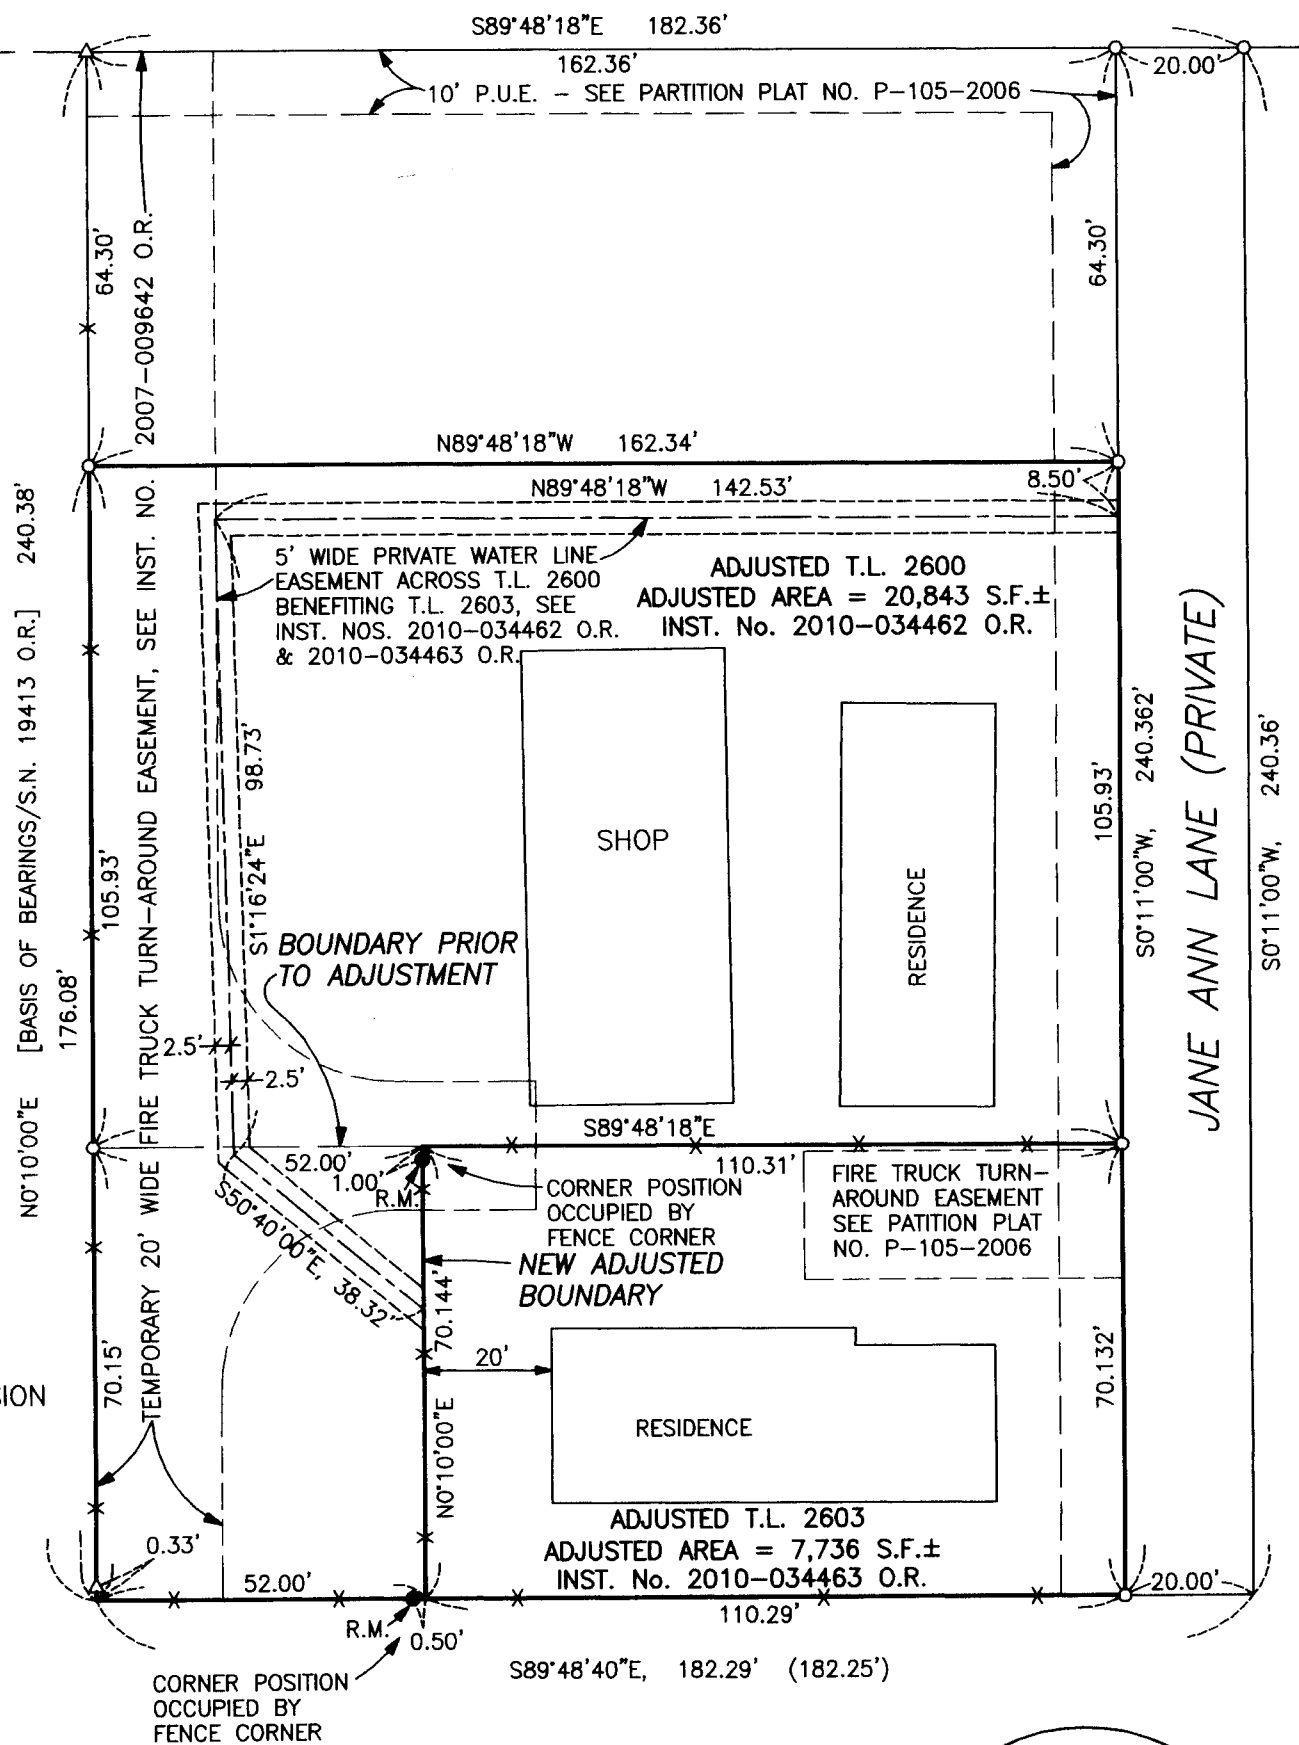 S89°48'18"E 182.36'
162.36'
20.00'
10' P.U.E. - SEE PARTITION PLAT NO. P-105-2006
64.30'
64.30'
TEMPORARY 20' WIDE FIRE TRUCK TURN-AROUND EASEMENT, SEE INST. NO. 2007-009642 O.R.
N89°48'18"W 162.34'
8.50'
N89°48'18"W 142.53'
5' WIDE PRIVATE WATER LINE
EASEMENT ACROSS T.L. 2600
BENEFITING T.L. 2603, SEE
INST. NOS. 2010-034462 O.R.
& 2010-034463 O.R.
ADJUSTED T.L. 2600
ADJUSTED AREA = 20,843 S.F.±
INST. No. 2010-034462 O.R.
N0°10'00"E [BASIS OF BEARINGS/S.N. 19413 O.R.] 240.38'
176.08'
105.93'
S1°16'24"E 98.73'
SHOP
RESIDENCE
105.93'
S0°11'00"W, 240.362'
JANE ANN LANE (PRIVATE)
S0°11'00"W, 240.36'
BOUNDARY PRIOR
TO ADJUSTMENT
2.5'
2.5'
S89°48'18"E
52.00'
110.31'
1.00'
R.M.
CORNER POSITION
OCCUPIED BY
FENCE CORNER
FIRE TRUCK TURN-
AROUND EASEMENT
SEE PATITION PLAT
NO. P-105-2006
S50°40'00"E, 38.32'
NEW ADJUSTED
BOUNDARY
70.144'
N0°10'00"E
20'
70.15'
70.132'
SION
RESIDENCE
ADJUSTED T.L. 2603
ADJUSTED AREA = 7,736 S.F.±
INST. No. 2010-034463 O.R.
0.33'
52.00'
20.00'
110.29'
R.M.
0.50'
S89°48'40"E, 182.29' (182.25')
CORNER POSITION
OCCUPIED BY
FENCE CORNER